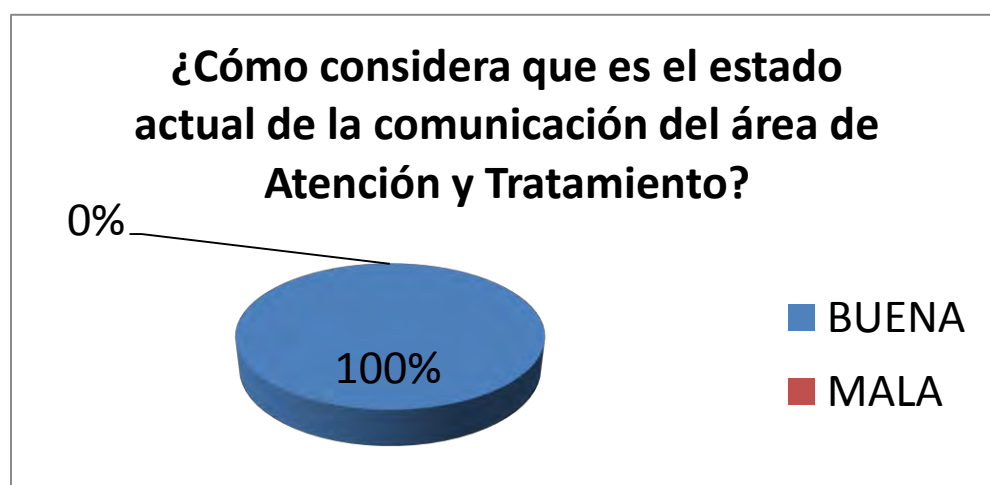 ¿Cómo considera que es el estado
actual de la comunicación del área de
Atención y Tratamiento?
0%
100%
BUENA
MALA